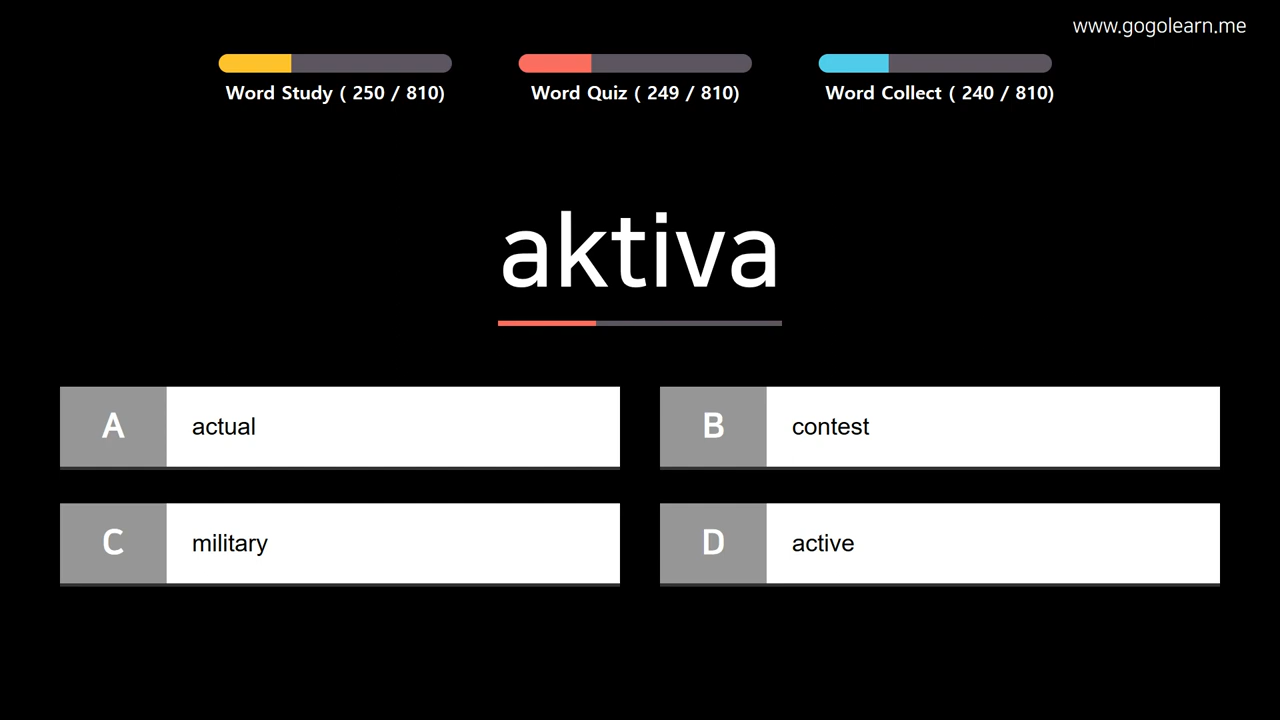 www.gogolearn.me
Word Study ( 250 / 810)
Word Quiz ( 249 / 810)
Word Collect ( 240 / 810)
aktiva
A
actual
B
contest
C
military
D
active